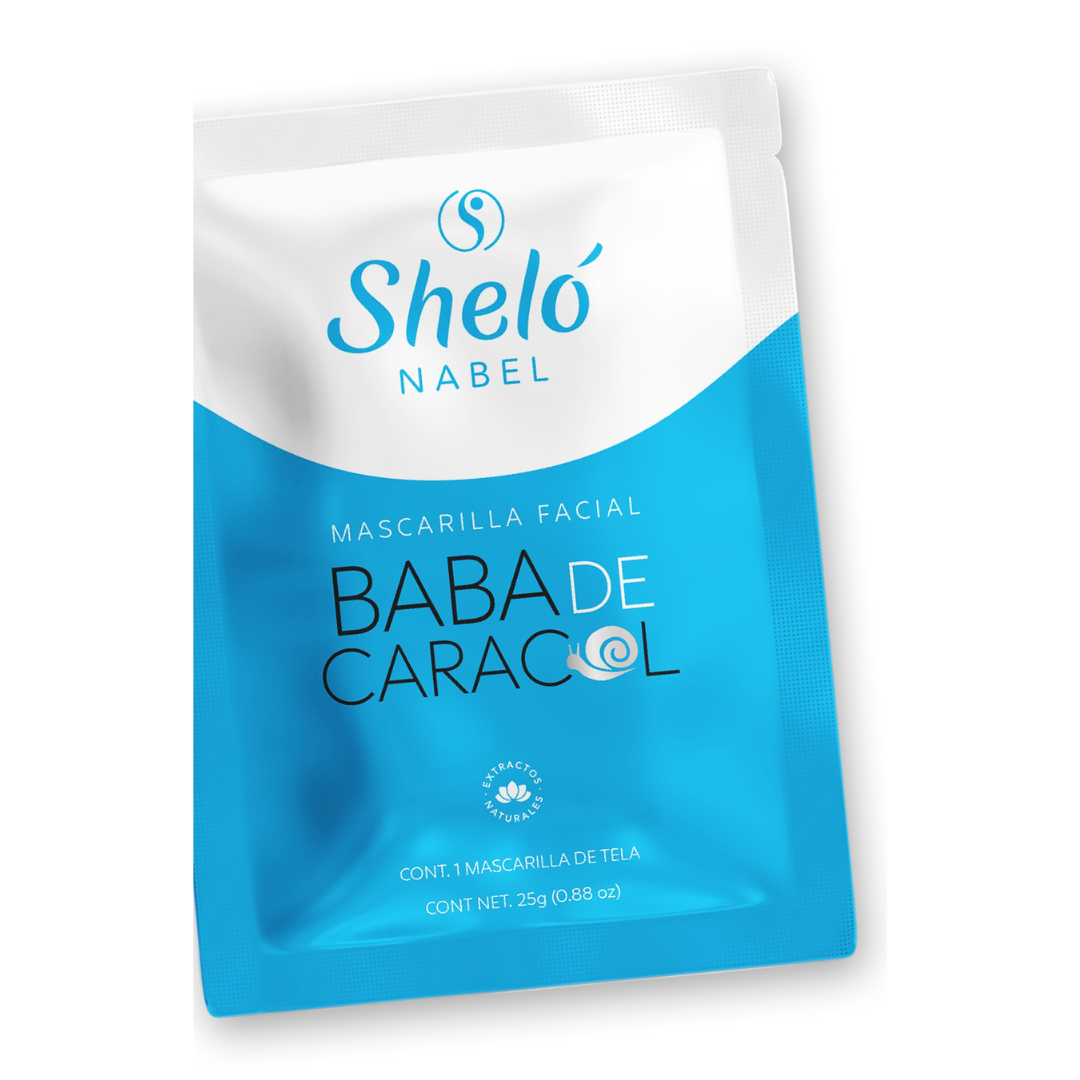 Sheló
NABEL
MASCARILLA FACIAL
BABA DE
CARACOL
· EXTRACTOS ·
NATURALES
CONT. 1 MASCARILLA DE TELA
CONT NET. 25g (0.88 oz)